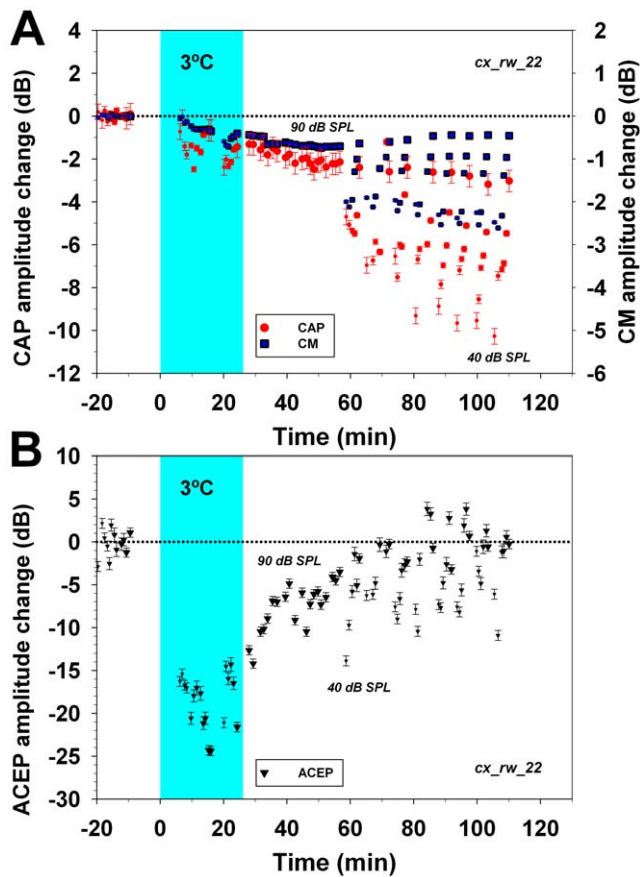 A
3ºC
cx_rw_22
90 dB SPL
40 dB SPL
CAP
CM
CAP amplitude change (dB)
CM amplitude change (dB)
4
2
0
-2
-4
-6
-8
-10
-12
2
1
0
-1
-2
-3
-4
-5
-6
-20 0 20 40 60 80 100 120
Time (min)
B
3ºC
90 dB SPL
40 dB SPL
ACEP
cx_rw_22
ACEP amplitude change (dB)
10
5
0
-5
-10
-15
-20
-25
-30
-20 0 20 40 60 80 100 120
Time (min)